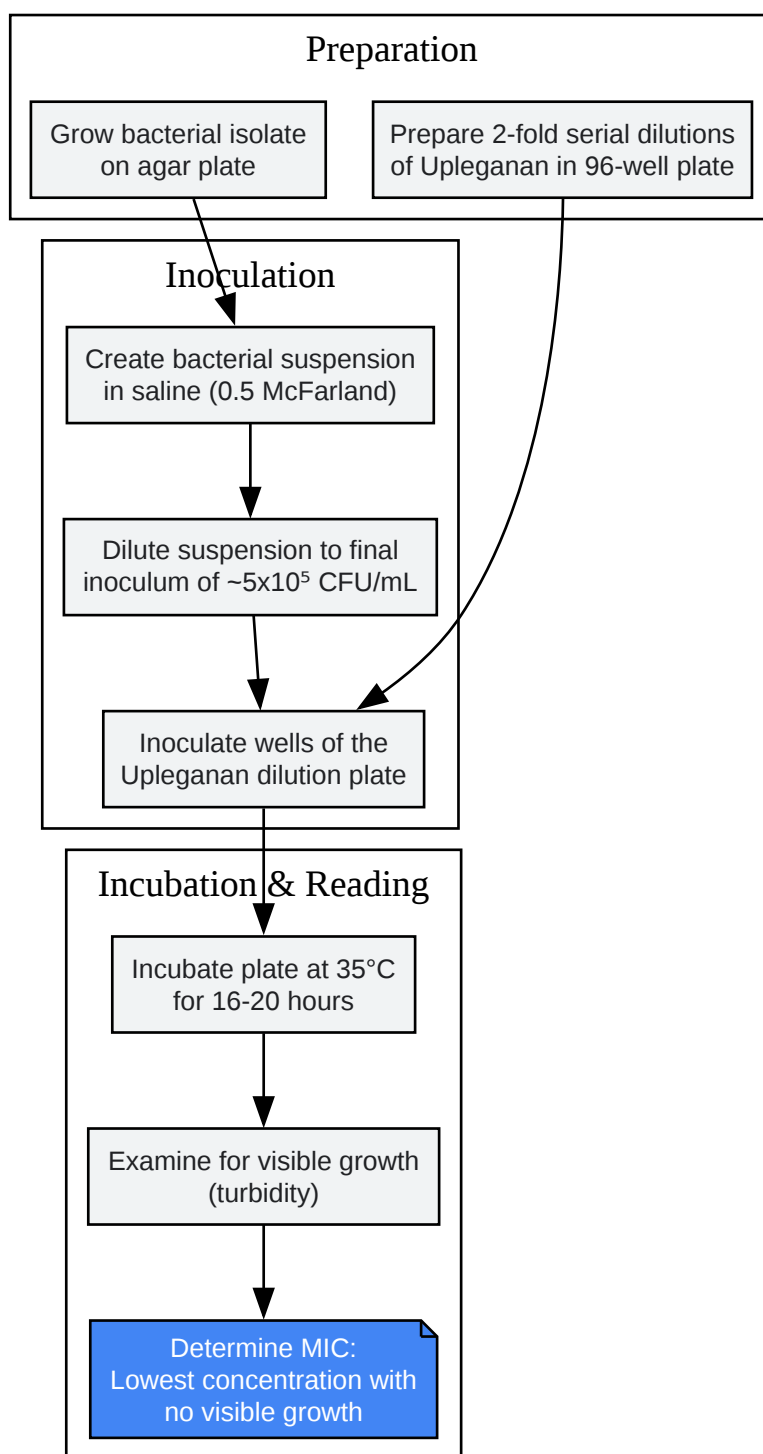 Preparation
Grow bacterial isolate
on agar plate
Prepare 2-fold serial dilutions
of Upleganan in 96-well plate
Inoculation
Create bacterial suspension
in saline (0.5 McFarland)
Dilute suspension to final
inoculum of ~5x10⁵ CFU/mL
Inoculate wells of the
Upleganan dilution plate
Incubation & Reading
Incubate plate at 35°C
for 16-20 hours
Examine for visible growth
(turbidity)
Determine MIC:
Lowest concentration with
no visible growth